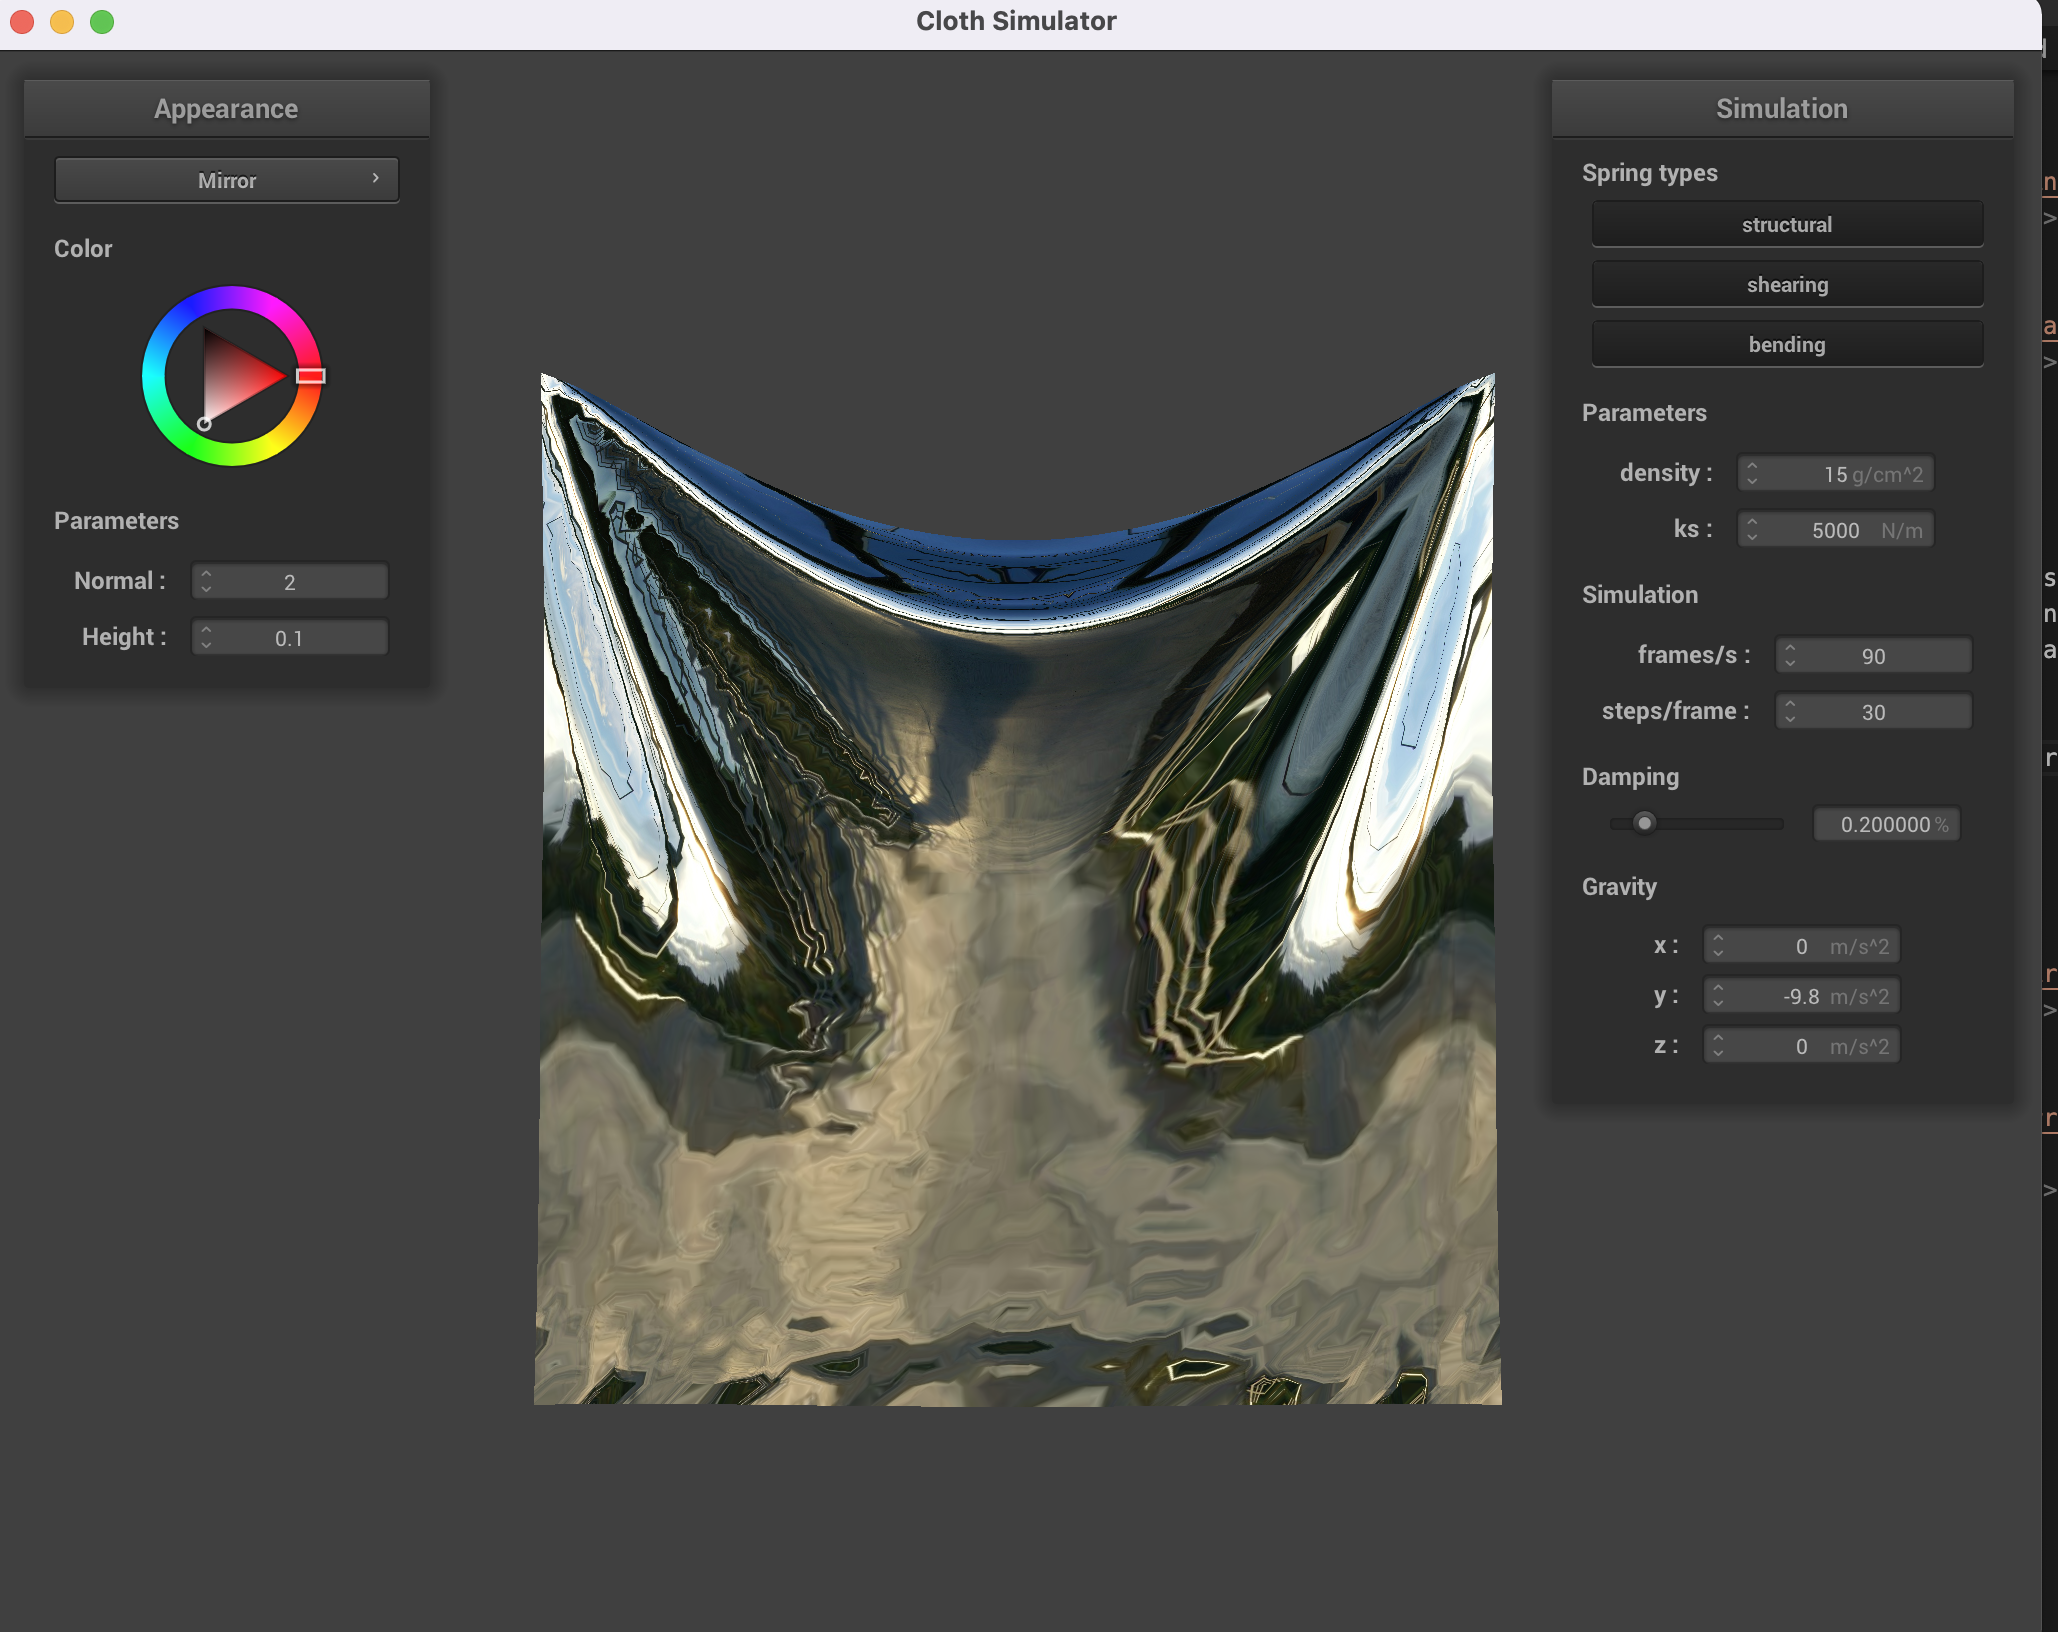 Cloth Simulator
Appearance
Mirror
Color
Parameters
Normal : 2
Height : 0.1
Simulation
Spring types
structural
shearing
bending
Parameters
density : 15 g/cm^2
ks : 5000 N/m
Simulation
frames/s : 90
steps/frame : 30
Damping
0.200000 %
Gravity
x : 0 m/s^2
y : -9.8 m/s^2
z : 0 m/s^2